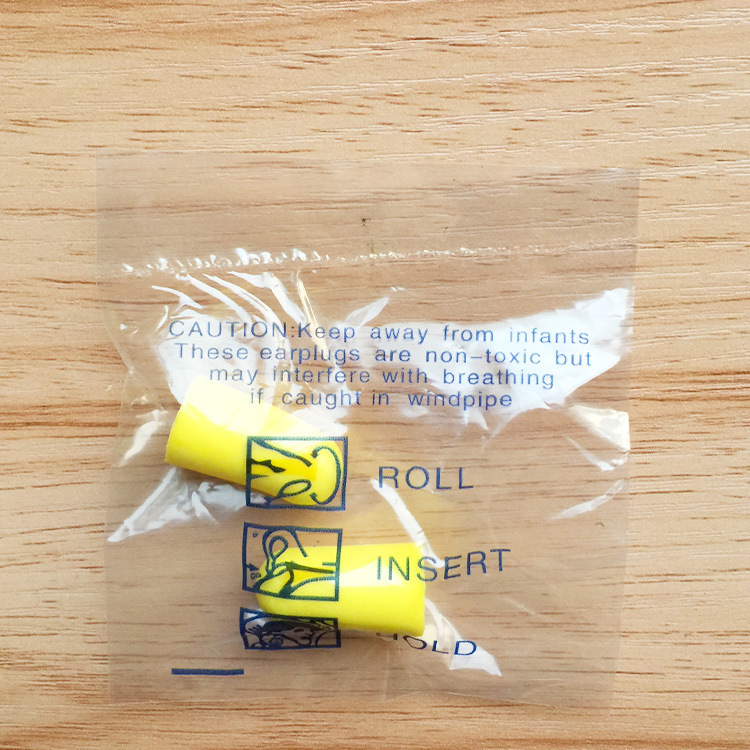 CAUTION:Keep away from infants
These earplugs are non-toxic but
may interfere with breathing
if caught in windpipe
ROLL
INSERT
HOLD